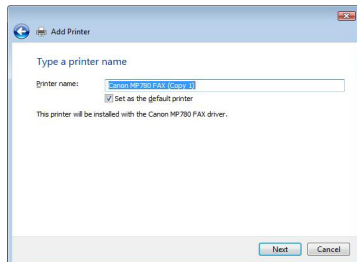 Add Printer
Type a printer name
Printer name: Canon MP780 FAX (Copy 1)
Set as the default printer
This printer will be installed with the Canon MP780 FAX driver.
Next Cancel